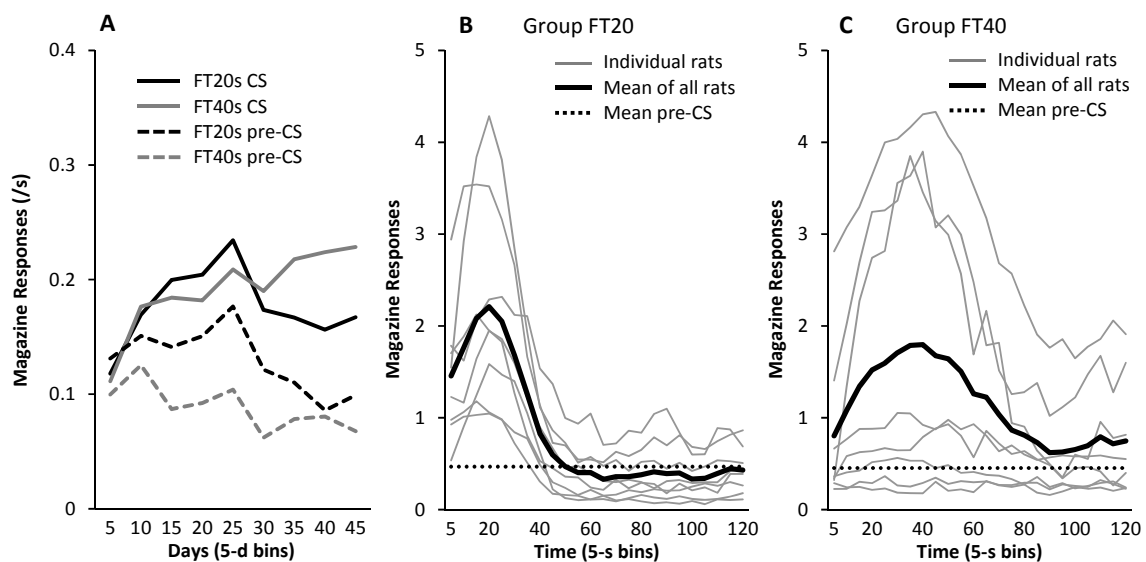 A
0.4
0.3
0.2
0.1
0
Magazine Responses (/s)
FT20s CS
FT40s CS
FT20s pre-CS
FT40s pre-CS
5 10 15 20 25 30 35 40 45
Days (5-d bins)
B Group FT20
5
4
3
2
1
0
Magazine Responses
Individual rats
Mean of all rats
Mean pre-CS
5 20 40 60 80 100 120
Time (5-s bins)
C Group FT40
5
4
3
2
1
0
Magazine Responses
Individual rats
Mean of all rats
Mean pre-CS
5 20 40 60 80 100 120
Time (5-s bins)